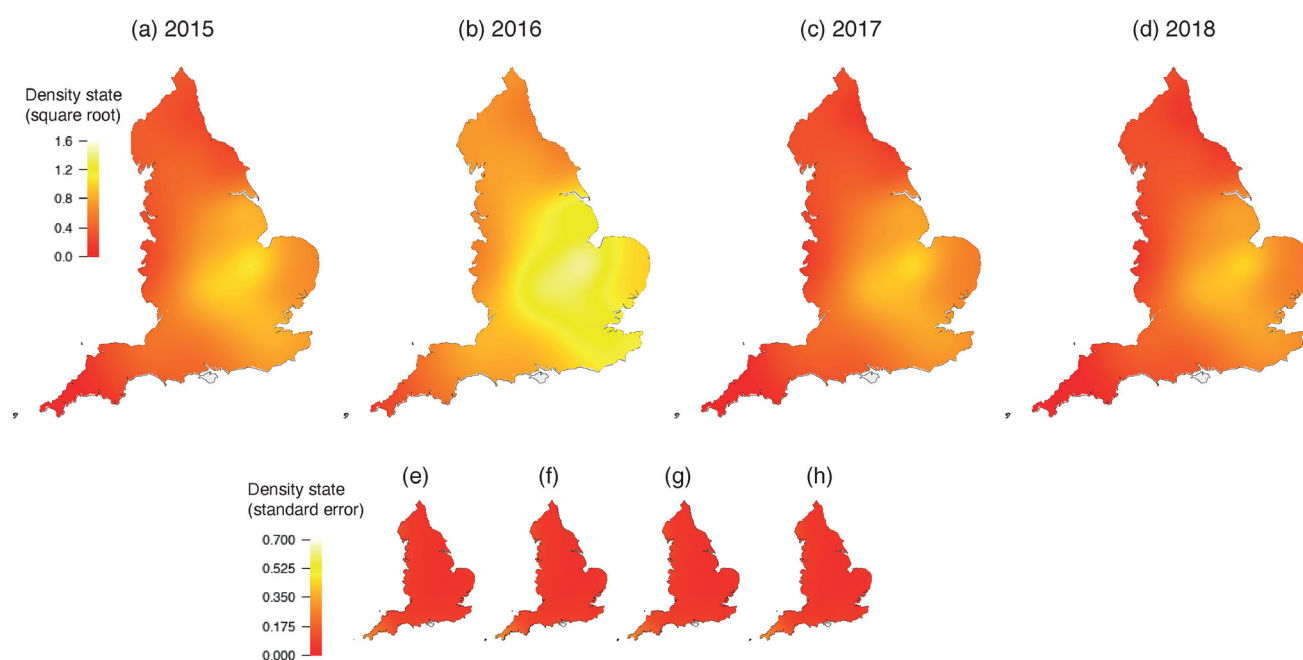 (a) 2015
(b) 2016
(c) 2017
(d) 2018
Density state
(square root)
1.6
1.2
0.8
0.4
0.0
(e)
(f)
(g)
(h)
Density state
(standard error)
0.700
0.525
0.350
0.175
0.000